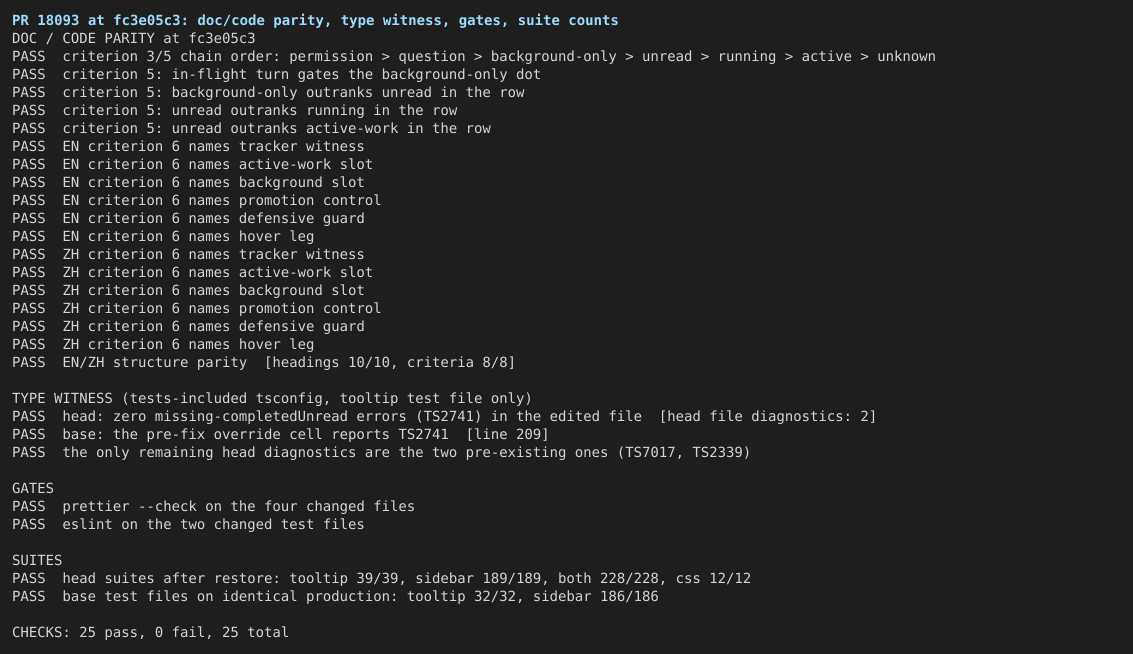 PR 18093 at fc3e05c3: doc/code parity, type witness, gates, suite counts
DOC / CODE PARITY at fc3e05c3
PASS  criterion 3/5 chain order: permission > question > background-only > unread > running > active > unknown
PASS  criterion 5: in-flight turn gates the background-only dot
PASS  criterion 5: background-only outranks unread in the row
PASS  criterion 5: unread outranks running in the row
PASS  criterion 5: unread outranks active-work in the row
PASS  EN criterion 6 names tracker witness
PASS  EN criterion 6 names active-work slot
PASS  EN criterion 6 names background slot
PASS  EN criterion 6 names promotion control
PASS  EN criterion 6 names defensive guard
PASS  EN criterion 6 names hover leg
PASS  ZH criterion 6 names tracker witness
PASS  ZH criterion 6 names active-work slot
PASS  ZH criterion 6 names background slot
PASS  ZH criterion 6 names promotion control
PASS  ZH criterion 6 names defensive guard
PASS  ZH criterion 6 names hover leg
PASS  EN/ZH structure parity  [headings 10/10, criteria 8/8]

TYPE WITNESS (tests-included tsconfig, tooltip test file only)
PASS  head: zero missing-completedUnread errors (TS2741) in the edited file  [head file diagnostics: 2]
PASS  base: the pre-fix override cell reports TS2741  [line 209]
PASS  the only remaining head diagnostics are the two pre-existing ones (TS7017, TS2339)

GATES
PASS  prettier --check on the four changed files
PASS  eslint on the two changed test files

SUITES
PASS  head suites after restore: tooltip 39/39, sidebar 189/189, both 228/228, css 12/12
PASS  base test files on identical production: tooltip 32/32, sidebar 186/186

CHECKS: 25 pass, 0 fail, 25 total